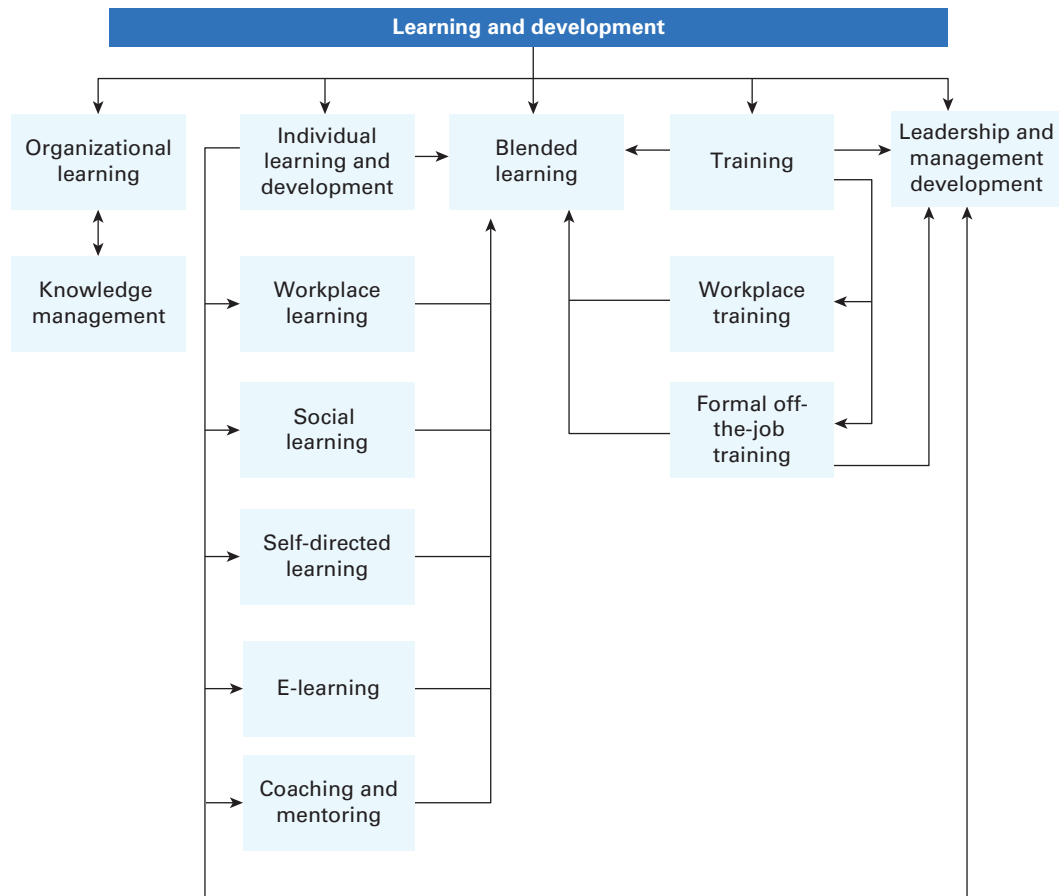 Learning and development
Organizational
learning
Individual
learning and
development
Blended
learning
Training
Leadership and
management
development
Knowledge
management
Workplace
learning
Workplace
training
Social
learning
Formal off-
the-job
training
Self-directed
learning
E-learning
Coaching and
mentoring